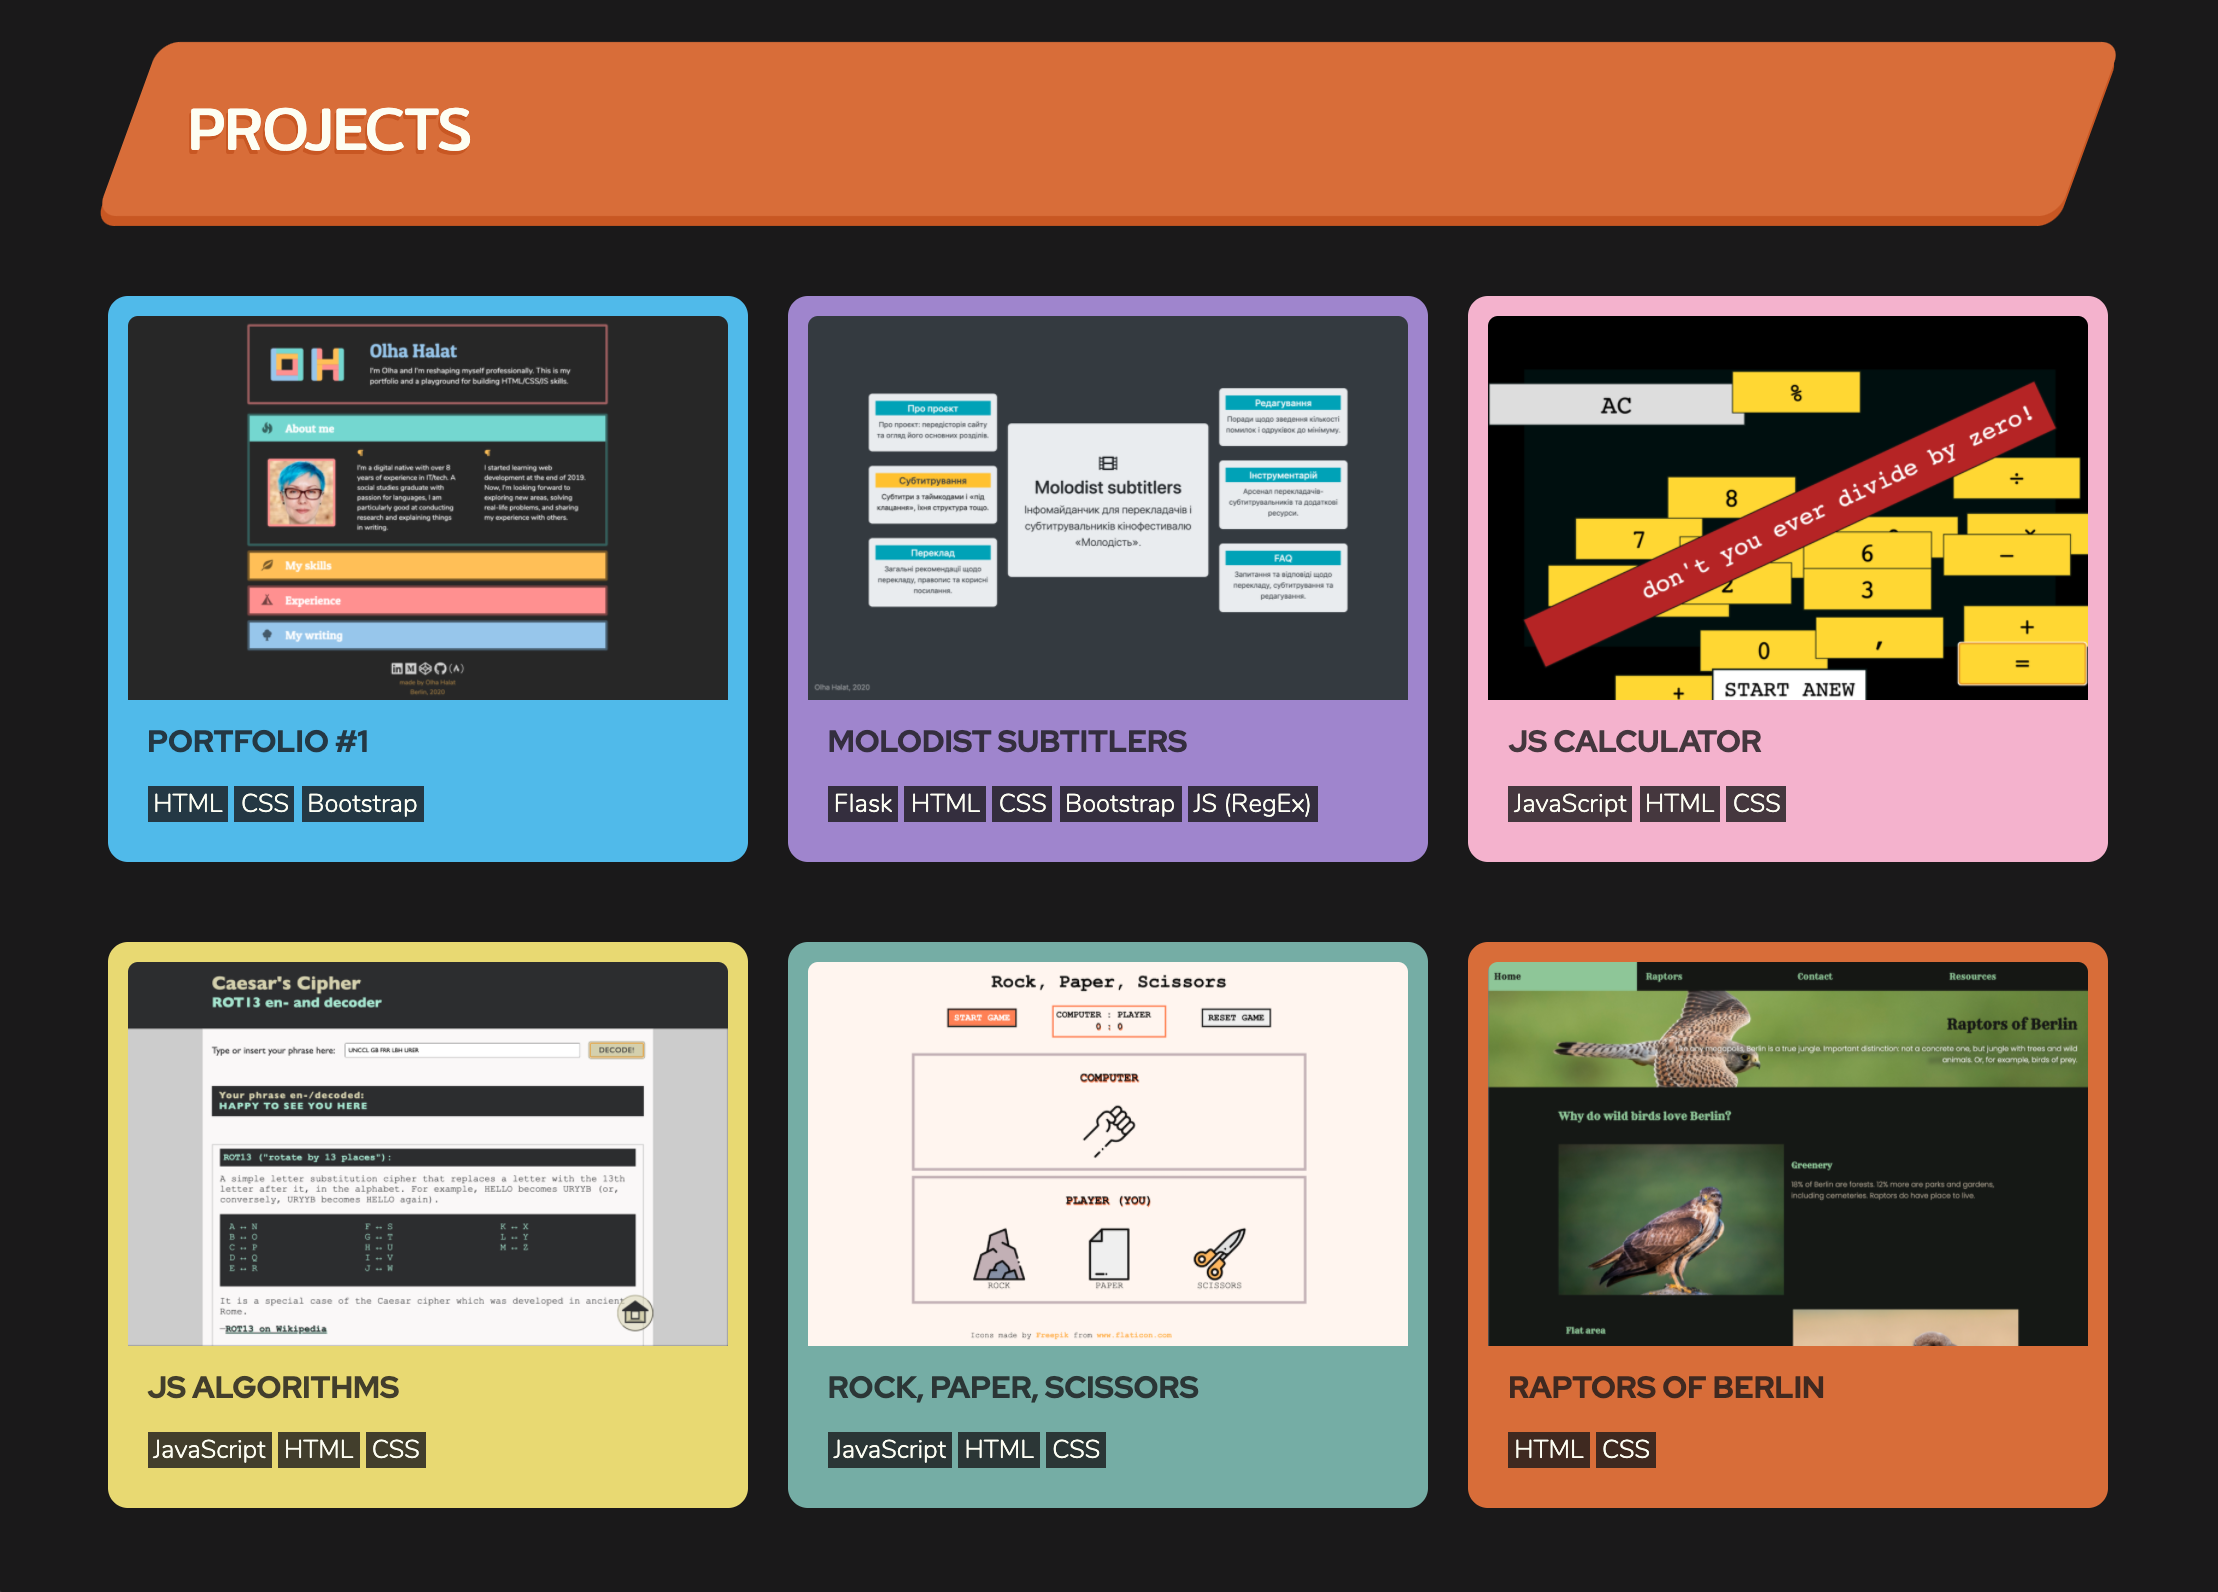 PROJECTS
Olha Halat
I'm Olha and I'm reshaping myself professionally. This is my
portfolio and a playground for building HTML/CSS/JS skills.
About me
I'm a digital native with over 8
years of experience in IT/tech. A
social studies graduate with
passion for languages, I am
particularly good at conducting
research and explaining things
in writing.
I started learning web
development at the end of 2019.
Now, I'm looking forward to
exploring new areas, solving
real-life problems, and sharing
my experience with others.
My skills
Experience
My writing
made by Olha Halat
Berlin, 2020
PORTFOLIO #1
HTML CSS Bootstrap
Про проєкт
Про проєкт: передісторія сайту
та огляд його основних розділів.
Субтитрування
Субтитри з таймкодами і «під
клацання», їхня структура тощо.
Переклад
Загальні рекомендації щодо
перекладу, правопис та корисні
посилання.
Molodist subtitlers
Інфомайданчик для перекладачів і
субтитрувальників кінофестивалю
«Молодість».
Редагування
Поради щодо зведення кількості
помилок і одруківок до мінімуму.
Інструментарій
Арсенал перекладачів-
субтитрувальників та додаткові
ресурси.
FAQ
Запитання та відповіді щодо
перекладу, субтитрування та
редагування.
Olha Halat, 2020
MOLODIST SUBTITLERS
Flask HTML CSS Bootstrap JS (RegEx)
AC
%
don't you ever divide by zero!
÷
8
7
6
−
2
3
+
0
,
=
+
START ANEW
JS CALCULATOR
JavaScript HTML CSS
Caesar's Cipher
ROT13 en- and decoder
Type or insert your phrase here:
UNCCL GB FRR LBH URER
DECODE!
Your phrase en-/decoded:
HAPPY TO SEE YOU HERE
ROT13 ("rotate by 13 places"):
A simple letter substitution cipher that replaces a letter with the 13th
letter after it, in the alphabet. For example, HELLO becomes URYYB (or,
conversely, URYYB becomes HELLO again).
A ↔ N F ↔ S K ↔ X
B ↔ O G ↔ T L ↔ Y
C ↔ P H ↔ U M ↔ Z
D ↔ Q I ↔ V
E ↔ R J ↔ W
It is a special case of the Caesar cipher which was developed in ancient
Rome.
—ROT13 on Wikipedia
JS ALGORITHMS
JavaScript HTML CSS
Rock, Paper, Scissors
START GAME
COMPUTER : PLAYER
0 : 0
RESET GAME
COMPUTER
PLAYER (YOU)
ROCK PAPER SCISSORS
Icons made by Freepik from www.flaticon.com
ROCK, PAPER, SCISSORS
JavaScript HTML CSS
Home Raptors Contact Resources
Raptors of Berlin
Like any megapolis, Berlin is a true jungle. Important distinction: not a concrete one, but jungle with trees and wild
animals. Or, for example, birds of prey.
Why do wild birds love Berlin?
Greenery
18% of Berlin are forests. 12% more are parks and gardens,
including cemeteries. Raptors do have place to live.
Flat area
RAPTORS OF BERLIN
HTML CSS